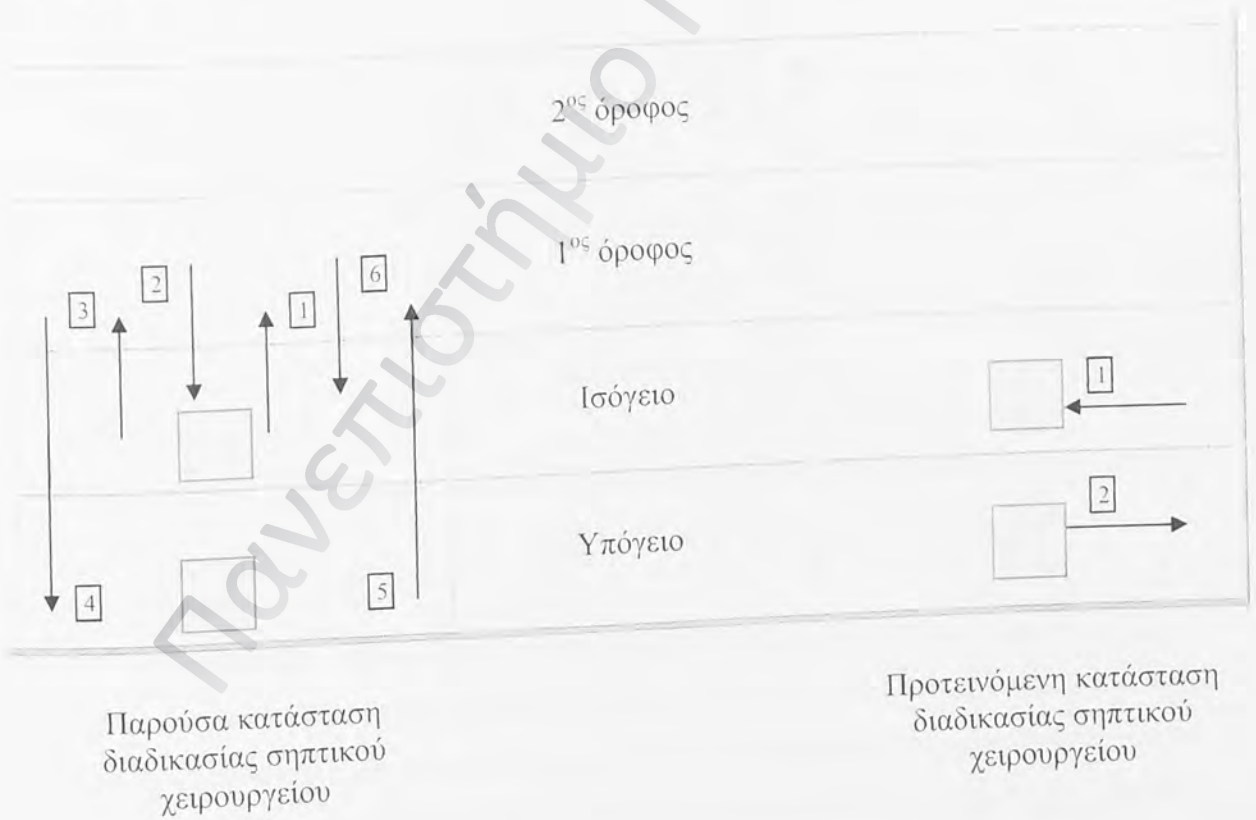 2ος όροφος
1ος όροφος
2
6
3
1
Ισόγειο
1
Υπόγειο
2
4
5
Παρούσα κατάσταση
διαδικασίας σηπτικού
χειρουργείου
Προτεινόμενη κατάσταση
διαδικασίας σηπτικού
χειρουργείου
Πανεπιστήμιο